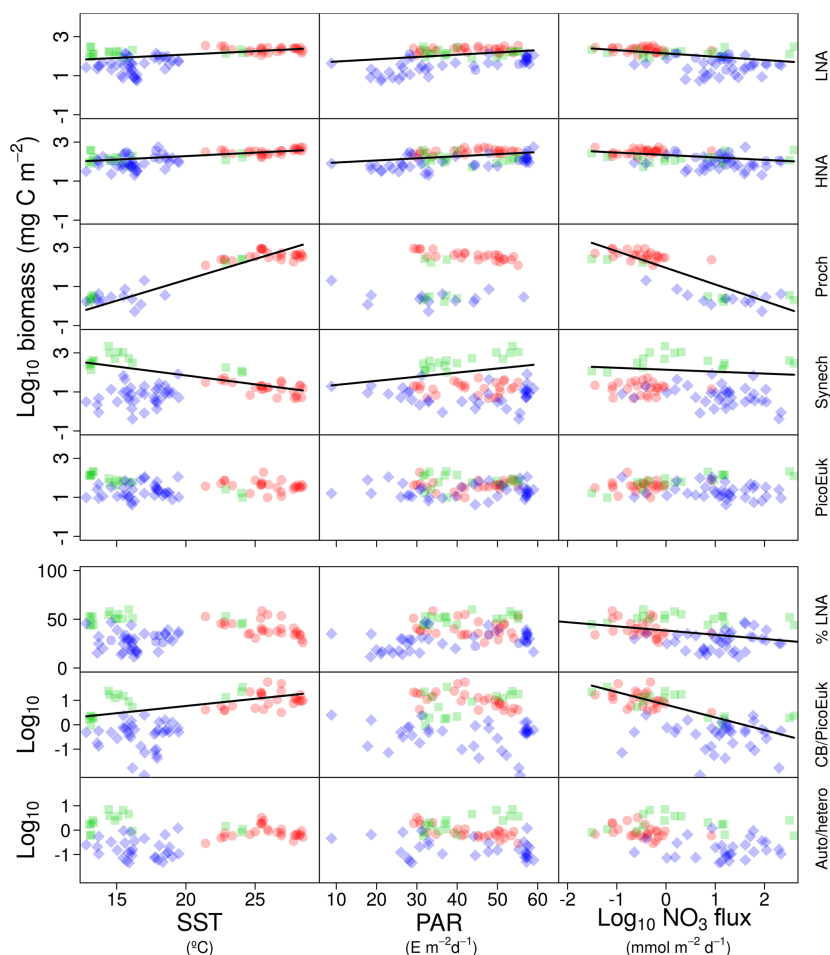 3
1
-1
LNA
3
1
-1
HNA
3
1
-1
Proch
3
1
-1
Synech
3
1
-1
PicoEuk
Log₁₀ biomass (mg C m⁻²)
100
50
0
% LNA
1
0
-1
Log₁₀
CB/PicoEuk
1
0
-1
Log₁₀
Auto/hetero
15 20 25 10 20 30 40 50 60 -2 -1 0 1 2
SST PAR Log₁₀ NO₃ flux
(ºC) (E m⁻²d⁻¹) (mmol m⁻² d⁻¹)